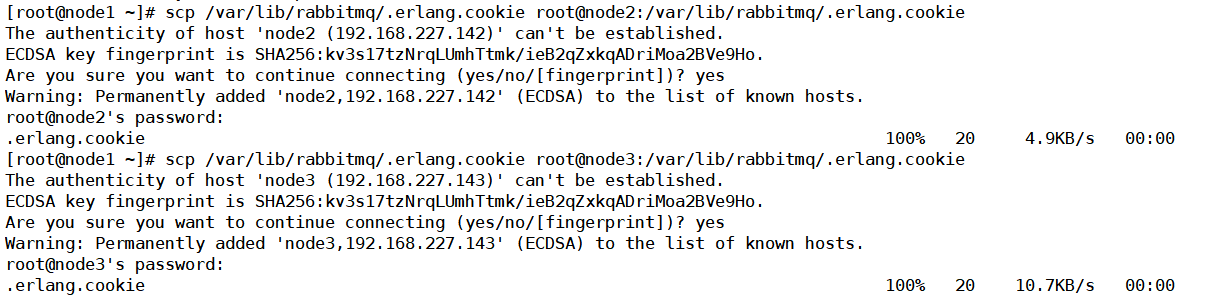 [root@node1 ~]# scp /var/lib/rabbitmq/.erlang.cookie root@node2:/var/lib/rabbitmq/.erlang.cookie
The authenticity of host 'node2 (192.168.227.142)' can't be established.
ECDSA key fingerprint is SHA256:kv3s17tzNrqLUmhTtmk/ieB2qZxkqADriMoa2BVe9Ho.
Are you sure you want to continue connecting (yes/no/[fingerprint])? yes
Warning: Permanently added 'node2,192.168.227.142' (ECDSA) to the list of known hosts.
root@node2's password:
.erlang.cookie 100% 20 4.9KB/s 00:00
[root@node1 ~]# scp /var/lib/rabbitmq/.erlang.cookie root@node3:/var/lib/rabbitmq/.erlang.cookie
The authenticity of host 'node3 (192.168.227.143)' can't be established.
ECDSA key fingerprint is SHA256:kv3s17tzNrqLUmhTtmk/ieB2qZxkqADriMoa2BVe9Ho.
Are you sure you want to continue connecting (yes/no/[fingerprint])? yes
Warning: Permanently added 'node3,192.168.227.143' (ECDSA) to the list of known hosts.
root@node3's password:
.erlang.cookie 100% 20 10.7KB/s 00:00